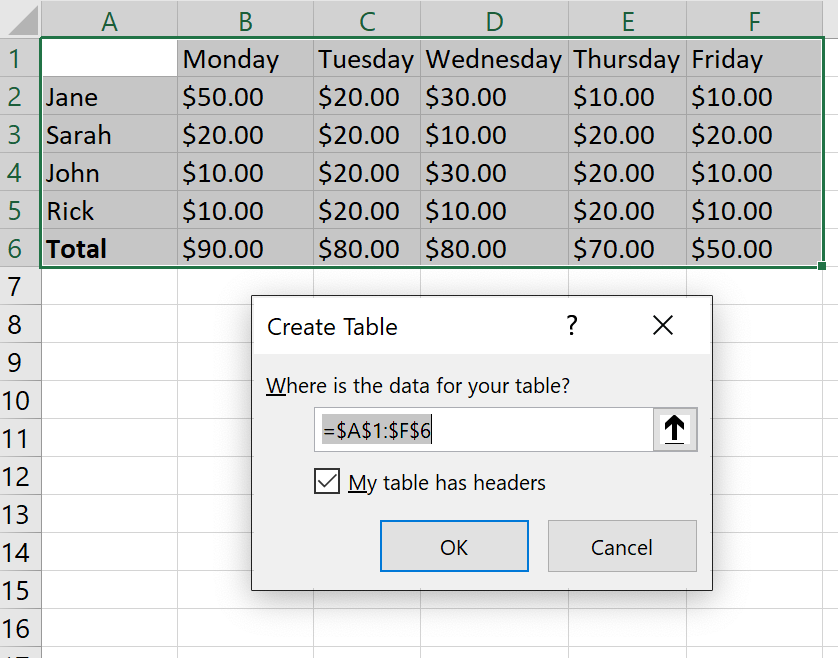 A B C D E F
1 Monday Tuesday Wednesday Thursday Friday
2 Jane $50.00 $20.00 $30.00 $10.00 $10.00
3 Sarah $20.00 $20.00 $10.00 $20.00 $20.00
4 John $10.00 $20.00 $30.00 $20.00 $10.00
5 Rick $10.00 $20.00 $10.00 $20.00 $10.00
6 Total $90.00 $80.00 $80.00 $70.00 $50.00
7
8
Create Table ? 
9
Where is the data for your table?
10
=$A$1:$F$6
11
12
My table has headers
13
14
OK Cancel
15
16